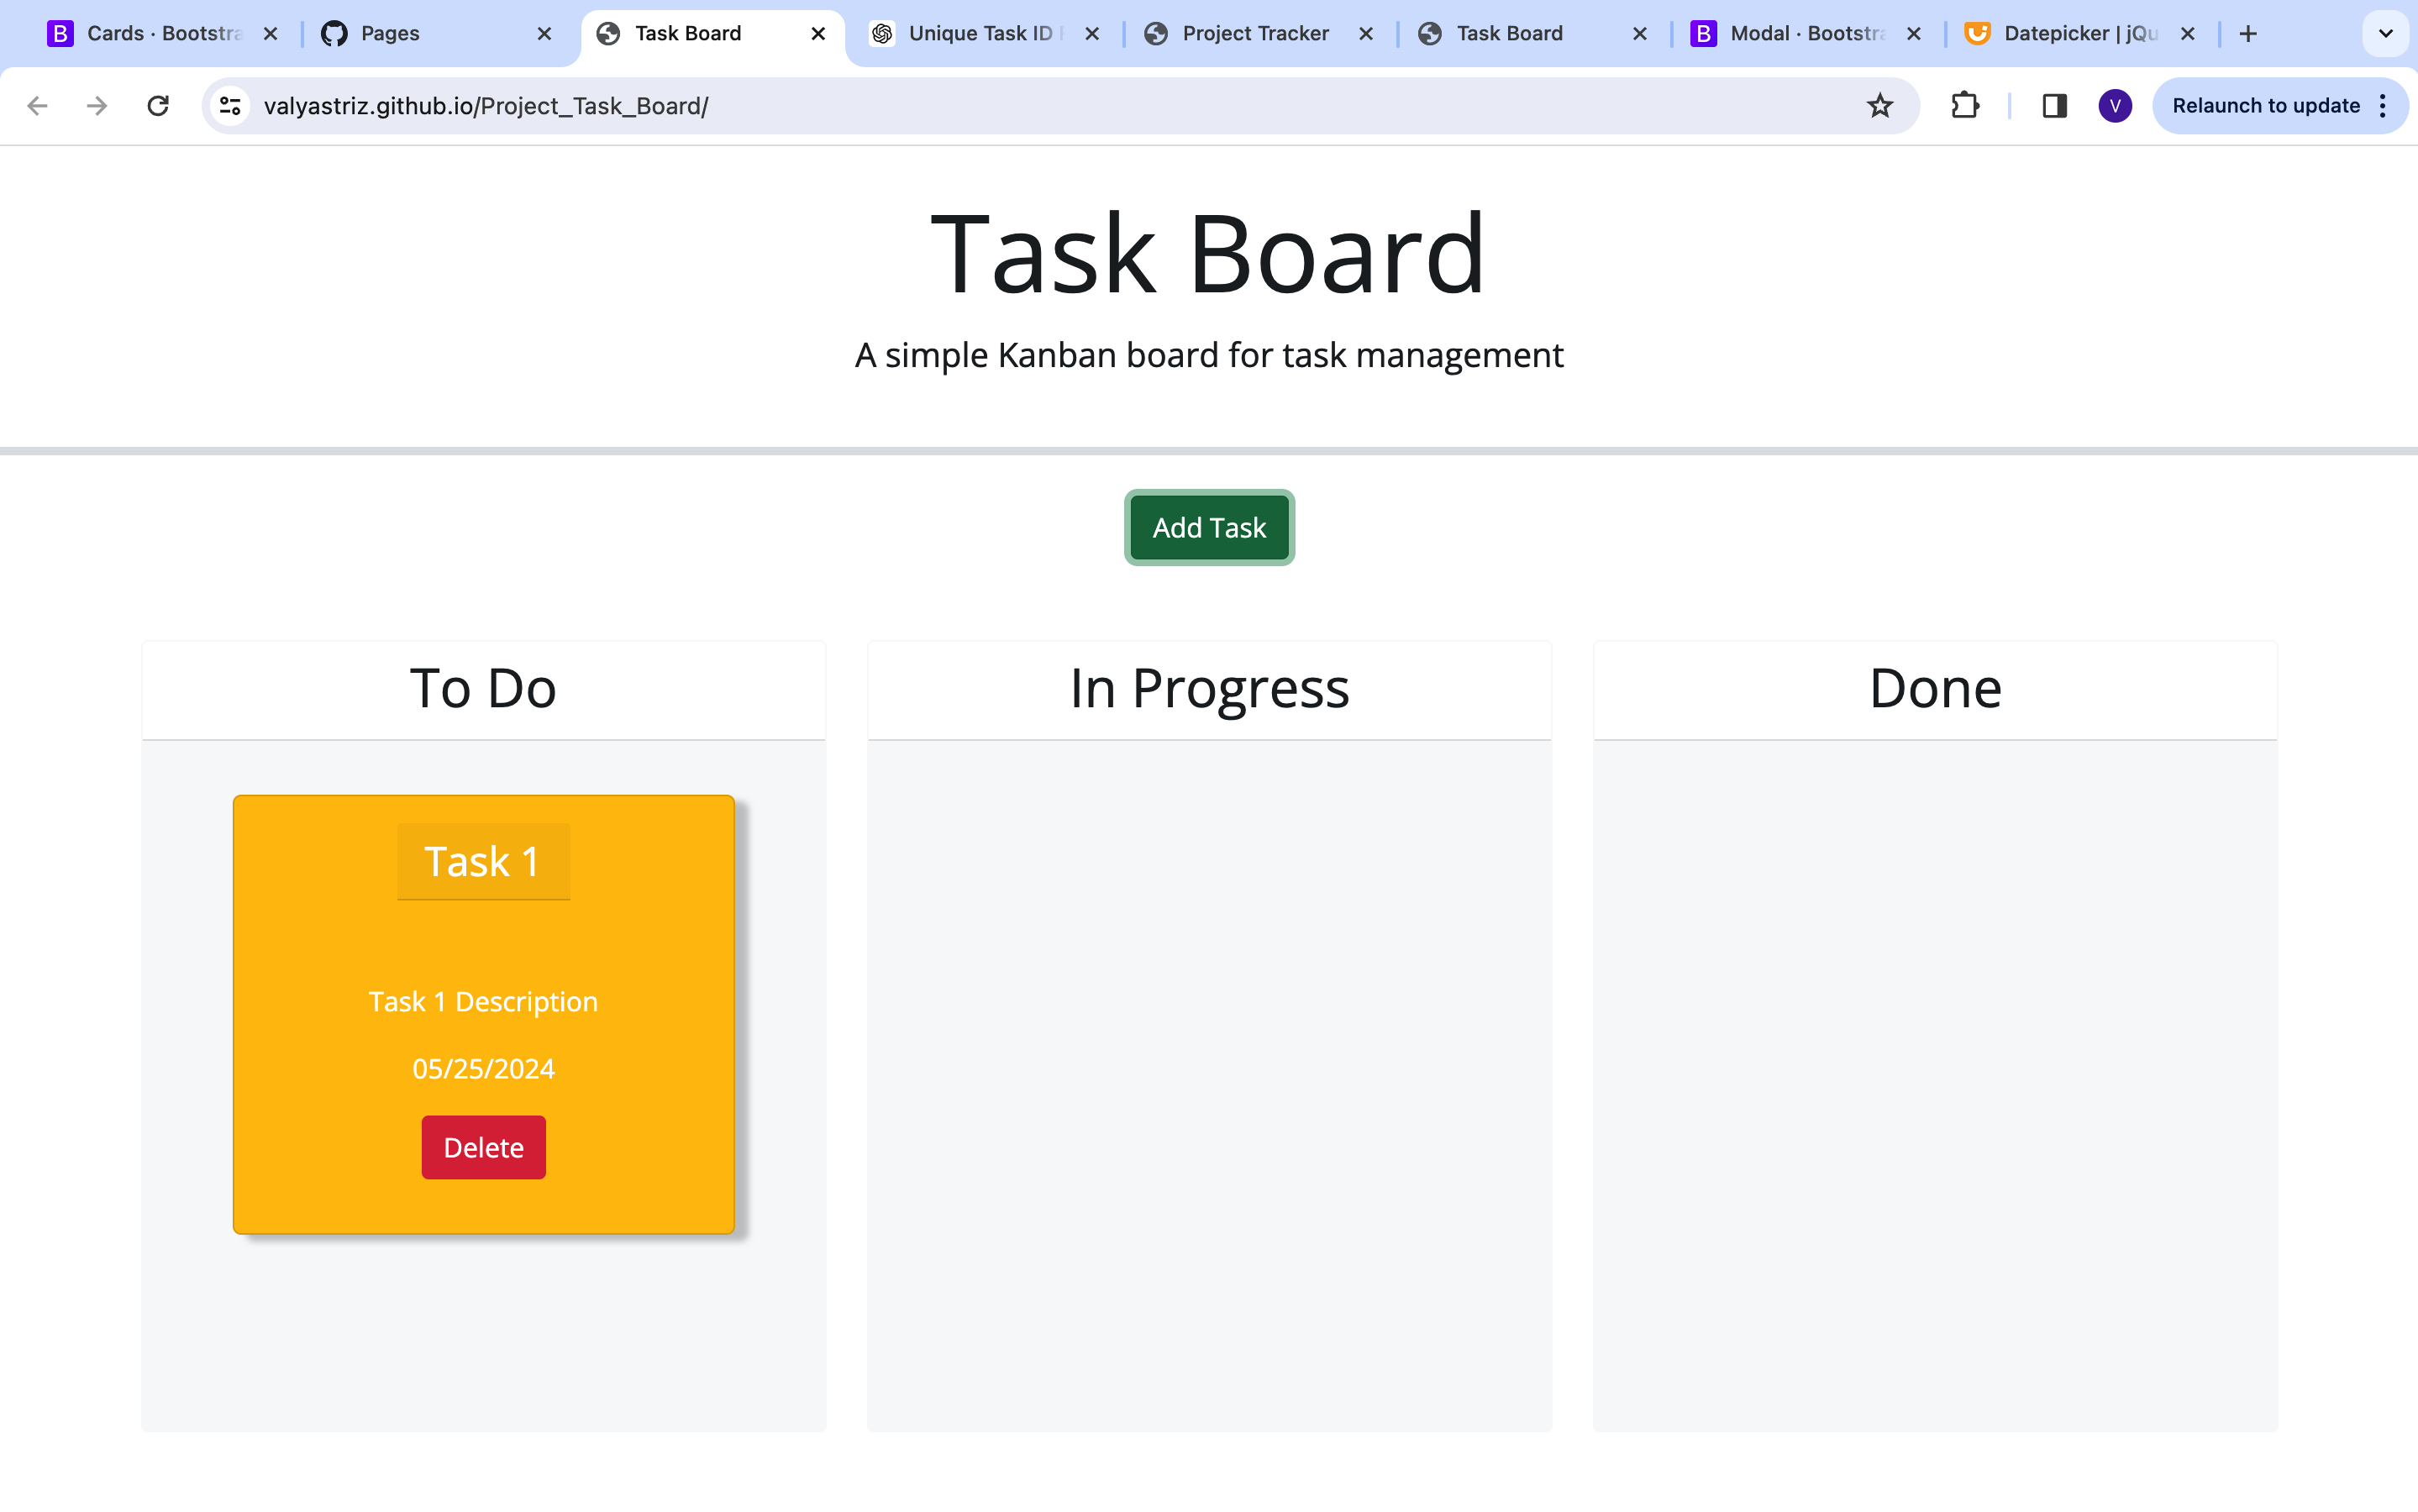 B Cards · Bootstra
Pages
Task Board
Unique Task ID
Project Tracker
Task Board
B Modal · Bootstra
Datepicker | jQu
valyastriz.github.io/Project_Task_Board/
V
Relaunch to update
Task Board
A simple Kanban board for task management
Add Task
To Do
In Progress
Done
Task 1
Task 1 Description
05/25/2024
Delete